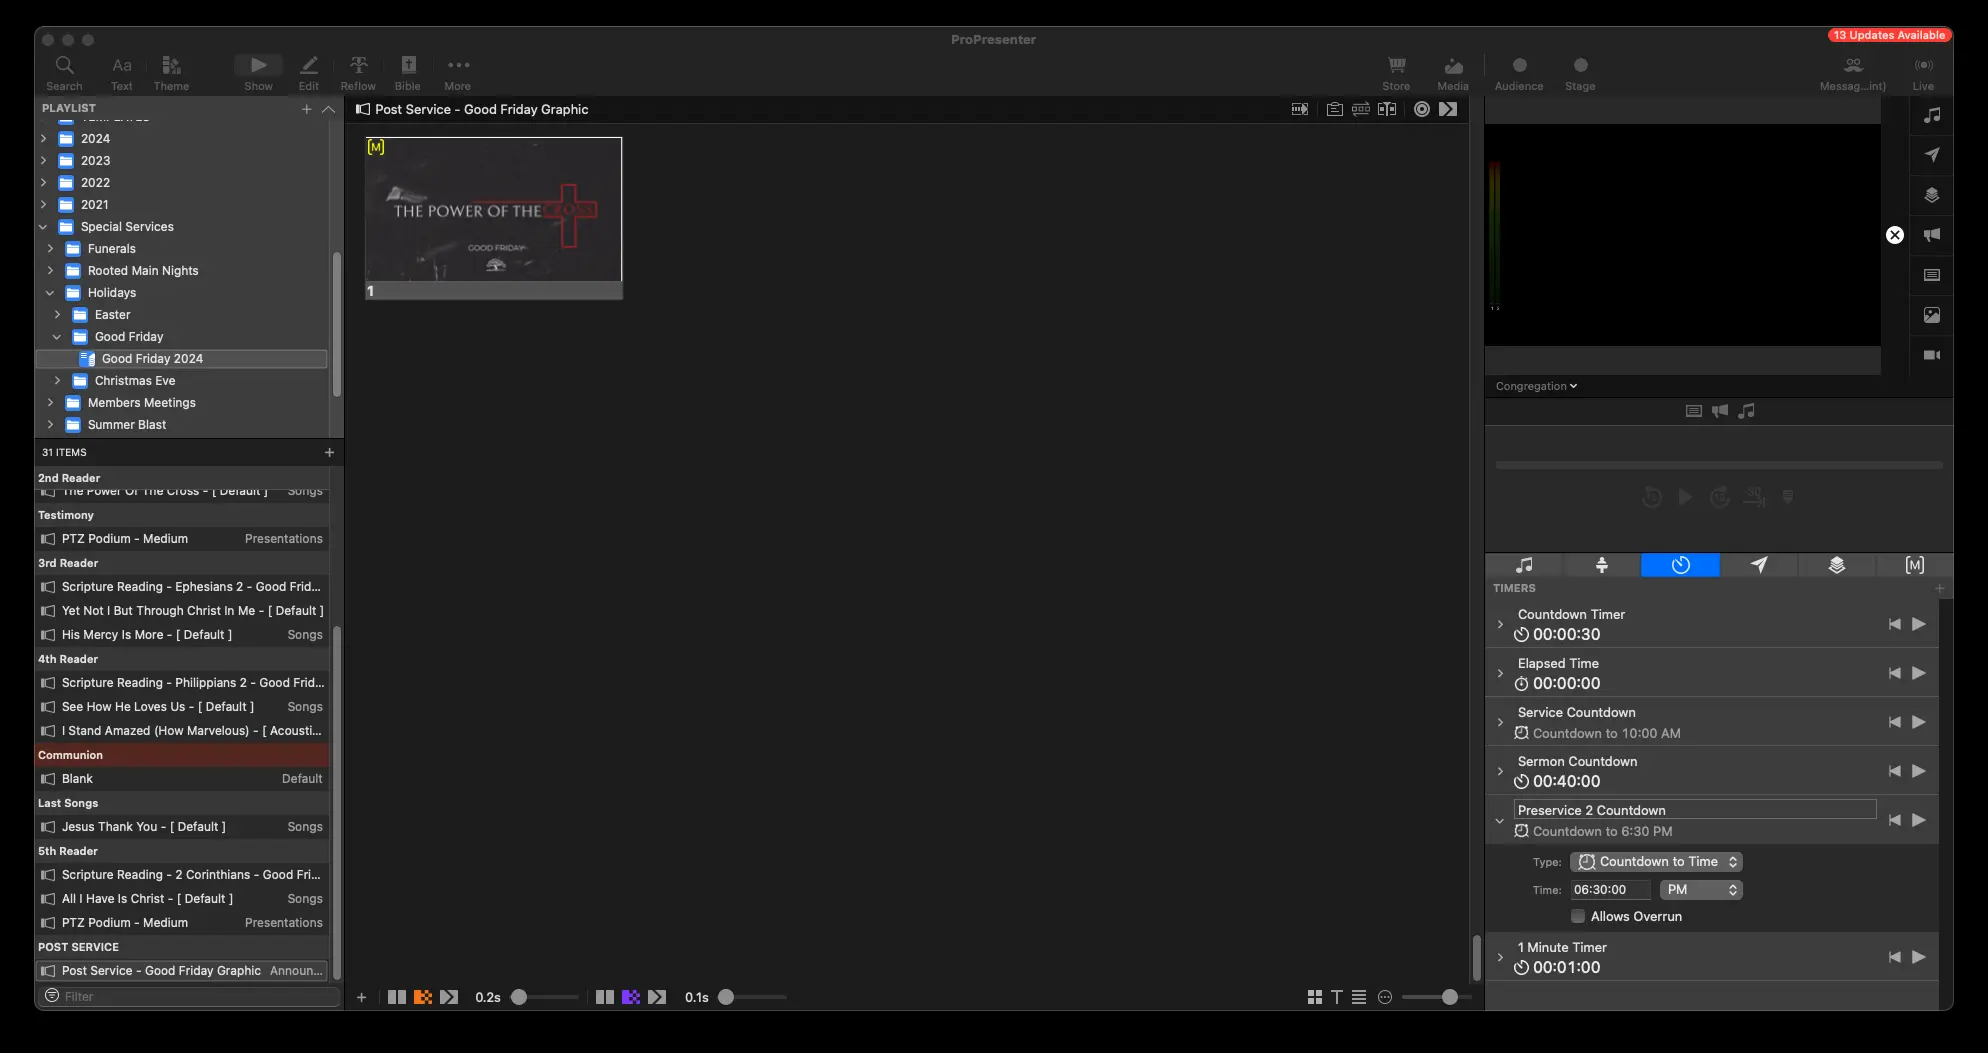 ProPresenter
13 Updates Available
Search
Aa
Text
Theme
Show
Edit
Reflow
Bible
More
Store
Media
Audience
Stage
Messag...int)
Live
PLAYLIST
TEMPLATES
2024
2023
2022
2021
Special Services
Funerals
Rooted Main Nights
Holidays
Easter
Good Friday
Good Friday 2024
Christmas Eve
Members Meetings
Summer Blast
31 ITEMS
2nd Reader
The Power Of The Cross - [ Default ] Songs
Testimony
PTZ Podium - Medium Presentations
3rd Reader
Scripture Reading - Ephesians 2 - Good Frid...
Yet Not I But Through Christ In Me - [ Default ]
His Mercy Is More - [ Default ] Songs
4th Reader
Scripture Reading - Philippians 2 - Good Frid...
See How He Loves Us - [ Default ] Songs
I Stand Amazed (How Marvelous) - [ Acousti...
Communion
Blank Default
Last Songs
Jesus Thank You - [ Default ] Songs
5th Reader
Scripture Reading - 2 Corinthians - Good Fri...
All I Have Is Christ - [ Default ] Songs
PTZ Podium - Medium Presentations
POST SERVICE
Post Service - Good Friday Graphic Announ...
Filter
Post Service - Good Friday Graphic
[M]
THE POWER OF THE CROSS
GOOD FRIDAY
1
0.2s
0.1s
Congregation
[M]
TIMERS
Countdown Timer
00:00:30
Elapsed Time
00:00:00
Service Countdown
Countdown to 10:00 AM
Sermon Countdown
00:40:00
Preservice 2 Countdown
Countdown to 6:30 PM
Type: Countdown to Time
Time: 06:30:00 PM
Allows Overrun
1 Minute Timer
00:01:00